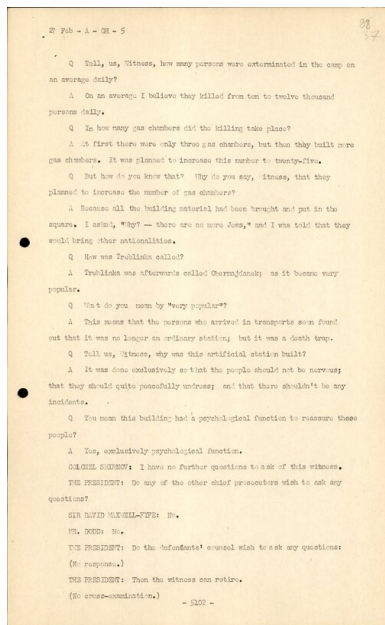 27 Feb - A - GH - 5
Q Tell, us, Witness, how many persons were exterminated in the camp on
an average daily?
A On an average I believe they killed from ten to twelve thousand
persons daily.
Q In how many gas chambers did the killing take place?
A At first there were only three gas chambers, but then they built more
gas chambers. It was planned to increase this number to twenty-five.
Q But how do you know that? Why do you say, Witness, that they
planned to increase the number of gas chambers?
A Because all the building material had been brought and put in the
square. I asked, "Why? -- there are no more Jews," and I was told that they
would bring other nationalities.
Q How was Treblinka called?
A Treblinka was afterwards called Obermajdanek; as it became very
popular.
Q What do you mean by "very popular"?
A This means that the persons who arrived in transports soon found
out that it was no longer an ordinary station; but it was a death trap.
Q Tell us, Witness, why was this artificial station built?
A It was done exclusively so that the people should not be nervous;
that they should quite peacefully undress; and that there shouldn't be any
incidents.
Q You mean this building had a psychological function to reassure these
people?
A Yes, exclusively psychological function.
COLONEL SMIRNOV: I have no further questions to ask of this witness.
THE PRESIDENT: Do any of the other chief prosecutors wish to ask any
questions?
SIR DAVID MAXWELL-FYFE: No.
MR. DODD: No.
THE PRESIDENT: Do the defendants' counsel wish to ask any questions:
(No response.)
THE PRESIDENT: Then the witness can retire.
(No cross-examination.)
- 5102 -